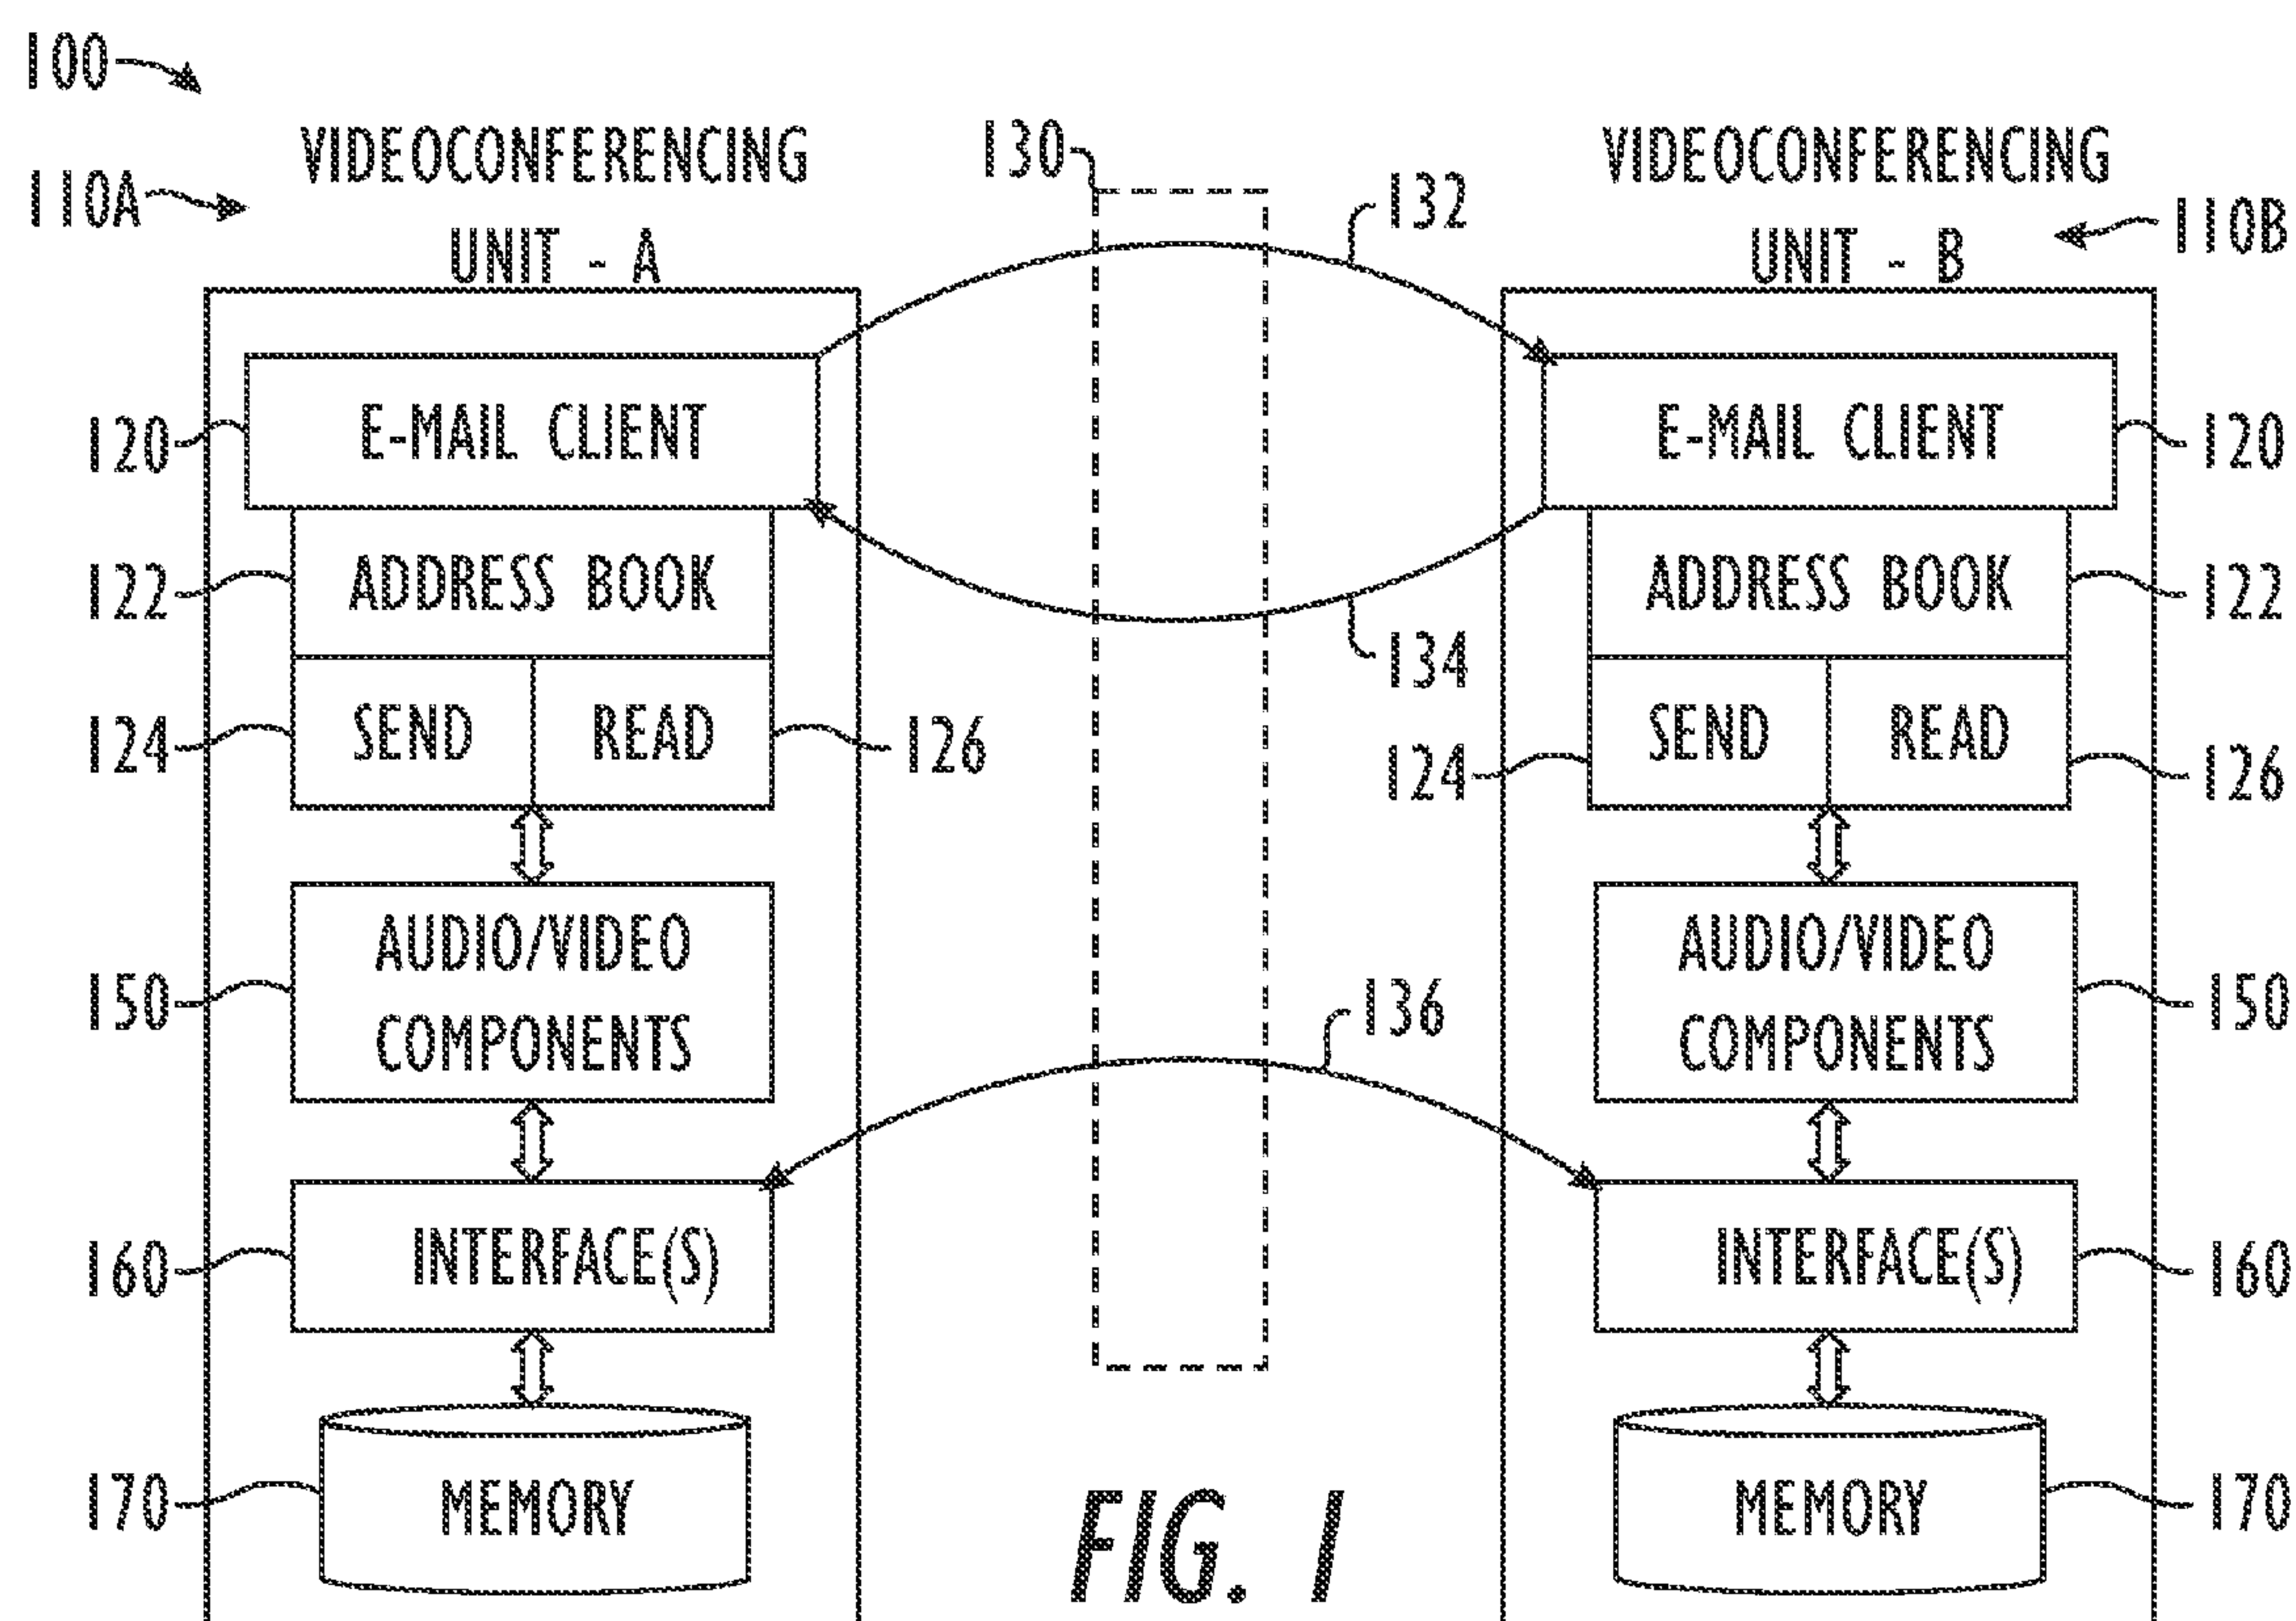 100
VIDEOCONFERENCING
UNIT - A
110A
130
132
VIDEOCONFERENCING
UNIT - B
110B
E-MAIL CLIENT
120
ADDRESS BOOK
122
SEND
READ
124
126
AUDIO/VIDEO
COMPONENTS
150
INTERFACE(S)
160
MEMORY
170
134
136
E-MAIL CLIENT
120
ADDRESS BOOK
122
SEND
READ
124
126
AUDIO/VIDEO
COMPONENTS
150
INTERFACE(S)
160
MEMORY
170
FIG. 1